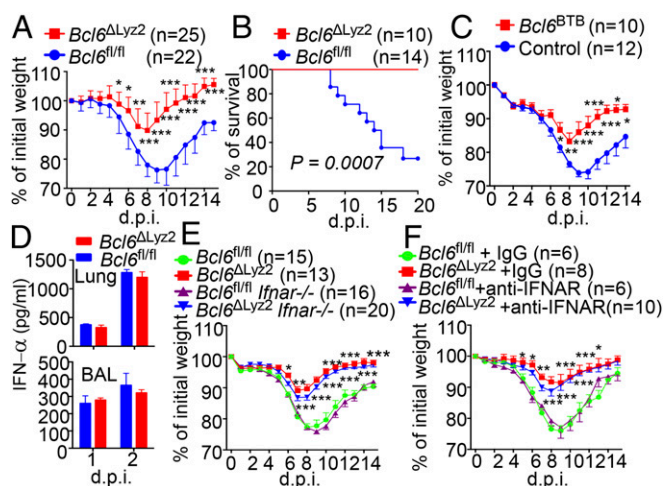 A
Bcl6ΔLyz2 (n=25)
Bcl6fl/fl (n=22)
% of initial weight
110
100
90
80
70
0 2 4 6 8 10 12 14
d.p.i.
* * ** *** *** *** *** *** ***
B
Bcl6ΔLyz2 (n=10)
Bcl6fl/fl (n=14)
% of survival
100
80
60
40
20
P = 0.0007
0 5 10 15 20
d.p.i.
C
Bcl6BTB (n=10)
Control (n=12)
% of initial weight
110
100
90
80
70
0 2 4 6 8 10 12 14
d.p.i.
* ** *** *** *** *** * *
D
Bcl6ΔLyz2
Bcl6fl/fl
IFN-α (pg/ml)
Lung
1500
1000
500
0
BAL
500
400
300
200
100
0
1 2
d.p.i.
E
Bcl6fl/fl (n=15)
Bcl6ΔLyz2 (n=13)
Bcl6fl/fl Ifnar-/- (n=16)
Bcl6ΔLyz2 Ifnar-/- (n=20)
% of initial weight
110
100
90
80
70
0 2 4 6 8 10 12 14
d.p.i.
F
Bcl6fl/fl + IgG (n=6)
Bcl6ΔLyz2 +IgG (n=8)
Bcl6fl/fl +anti-IFNAR (n=6)
Bcl6ΔLyz2 +anti-IFNAR(n=10)
% of initial weight
110
100
90
80
70
0 2 4 6 8 10 12 14
d.p.i.